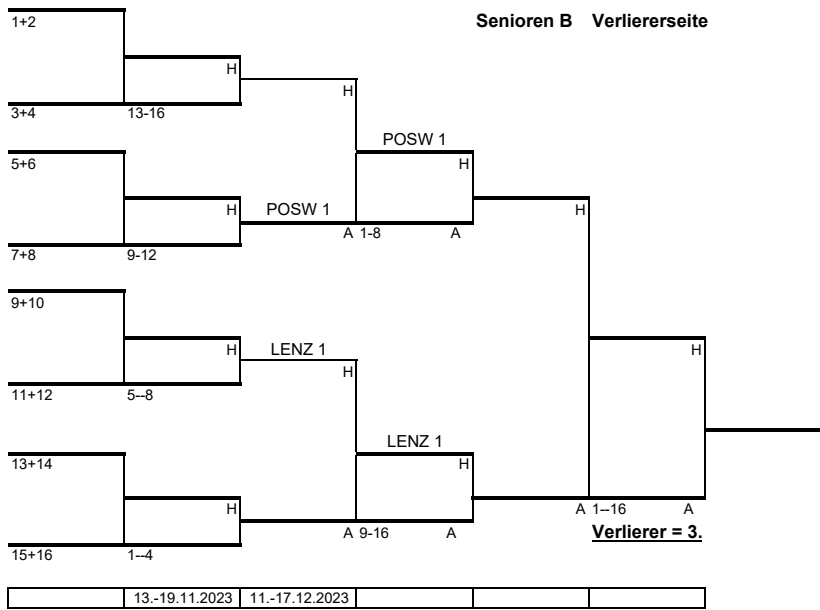 Senioren B Verliererseite
1+2
H
H
3+4 13-16
POSW 1
5+6
H
H
POSW 1
H
A 1-8 A
7+8 9-12
9+10
H
LENZ 1
H
H
11+12 5--8
LENZ 1
13+14
H
H
A 1--16 A
A 9-16 A
Verlierer = 3.
15+16 1--4
13.-19.11.2023 11.-17.12.2023